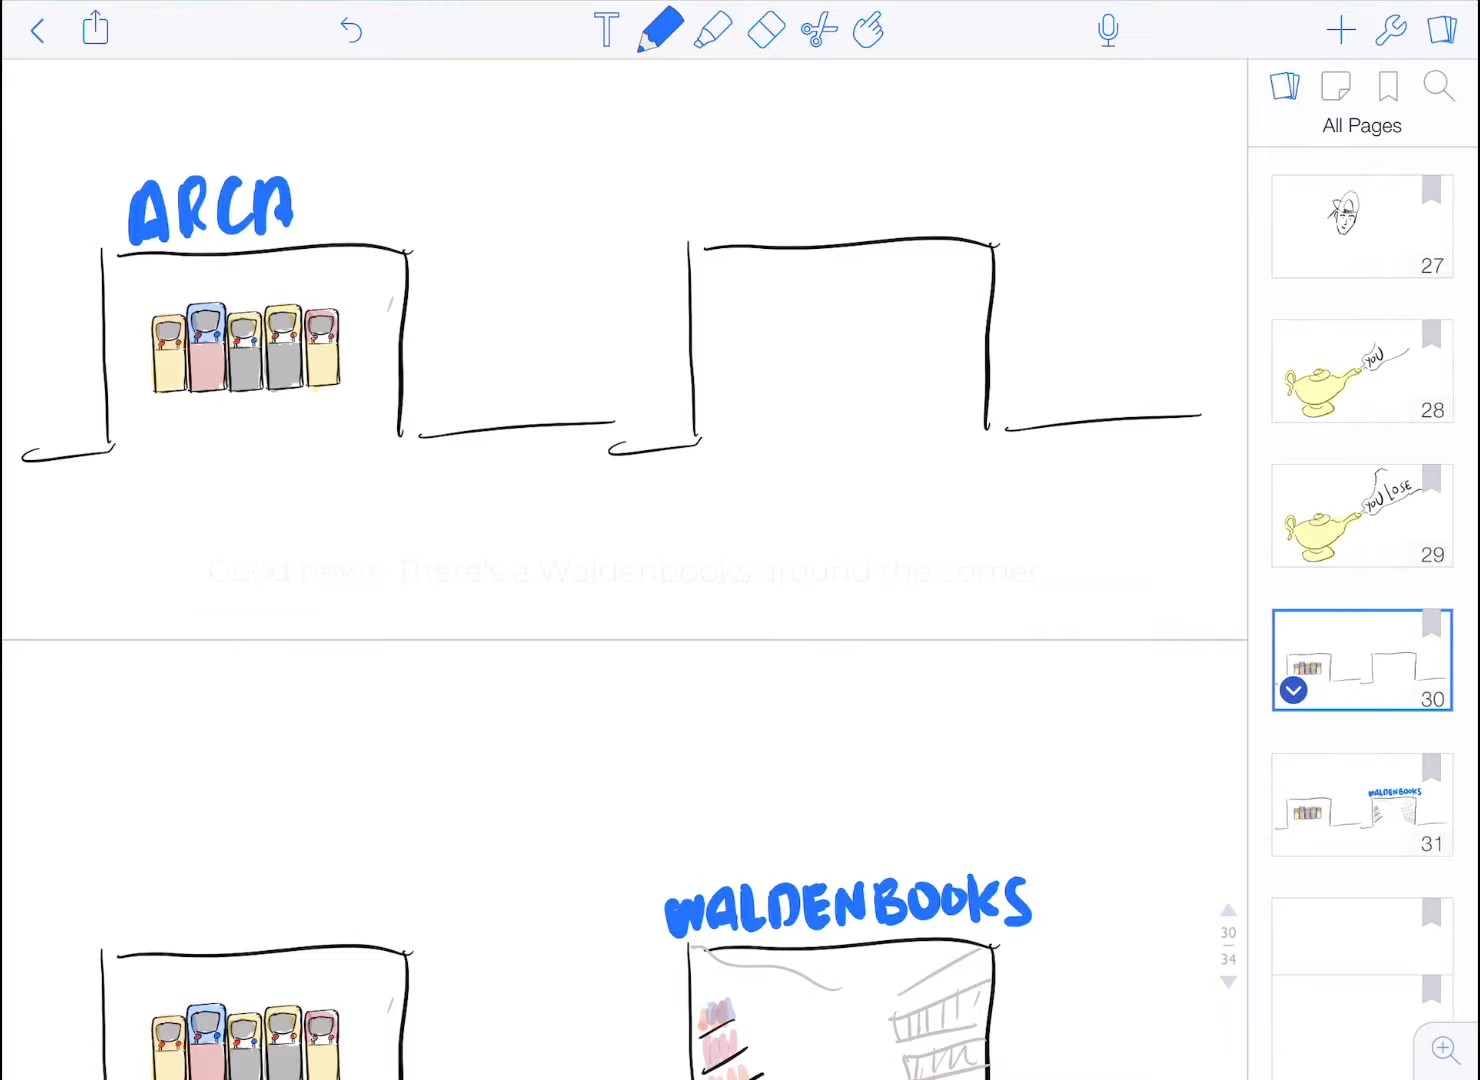 All Pages
ARCA
27
YOU
28
YOU LOSE
29
Good news: There's a Waldenbooks around the corner
30
WALDENBOOKS
31
WALDENBOOKS
30
34